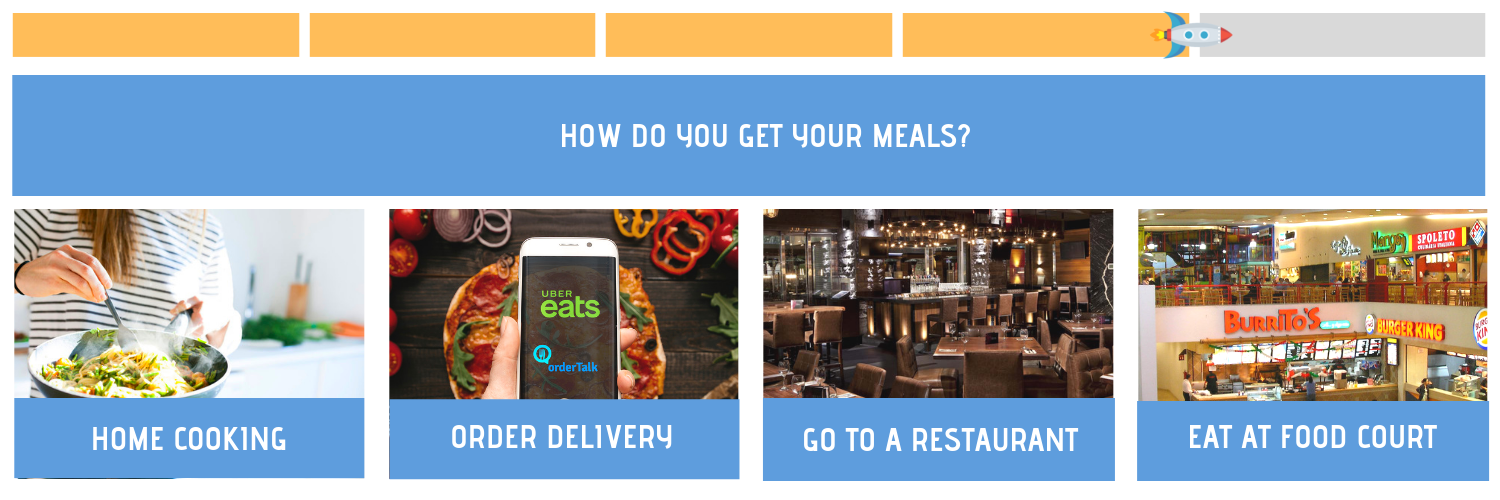 HOW DO YOU GET YOUR MEALS?
UBER
eats
orderTalk
SPOLETO
BURRITO'S
BURGER KING
HOME COOKING
ORDER DELIVERY
GO TO A RESTAURANT
EAT AT FOOD COURT